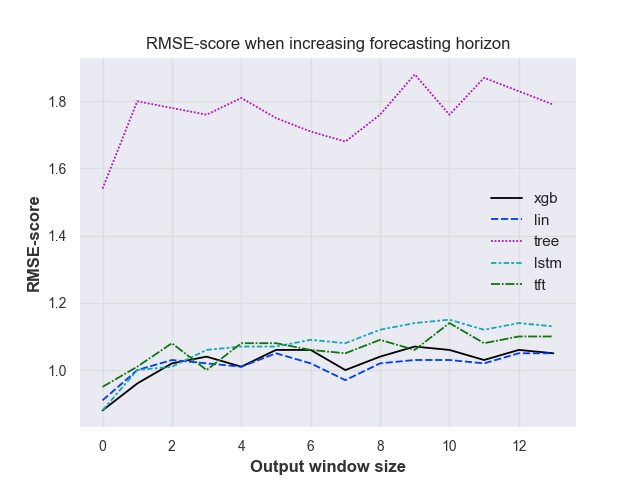 RMSE-score when increasing forecasting horizon
1.8
1.6
1.4
1.2
1.0
RMSE-score
xgb
lin
tree
lstm
tft
0 2 4 6 8 10 12
Output window size